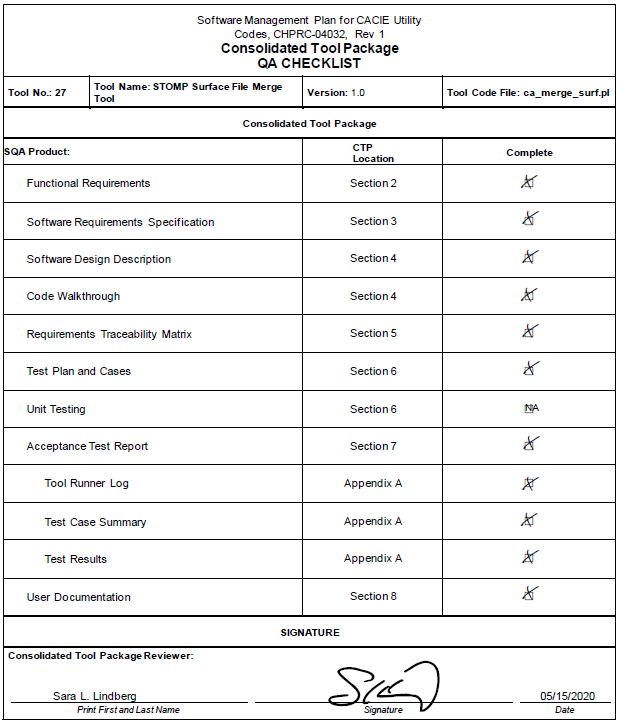 Software Management Plan for CACIE Utility
Codes, CHPRC-04032, Rev 1
Consolidated Tool Package
QA CHECKLIST
Tool No.: 27
Tool Name: STOMP Surface File Merge
Tool
Version: 1.0
Tool Code File: ca_merge_surf.pl
Consolidated Tool Package
SQA Product:
CTP
Location
Complete
Functional Requirements Section 2
Software Requirements Specification Section 3
Software Design Description Section 4
Code Walkthrough Section 4
Requirements Traceability Matrix Section 5
Test Plan and Cases Section 6
Unit Testing Section 6 NA
Acceptance Test Report Section 7
Tool Runner Log Appendix A
Test Case Summary Appendix A
Test Results Appendix A
User Documentation Section 8
SIGNATURE
Consolidated Tool Package Reviewer:
Sara L. Lindberg 05/15/2020
Print First and Last Name Signature Date